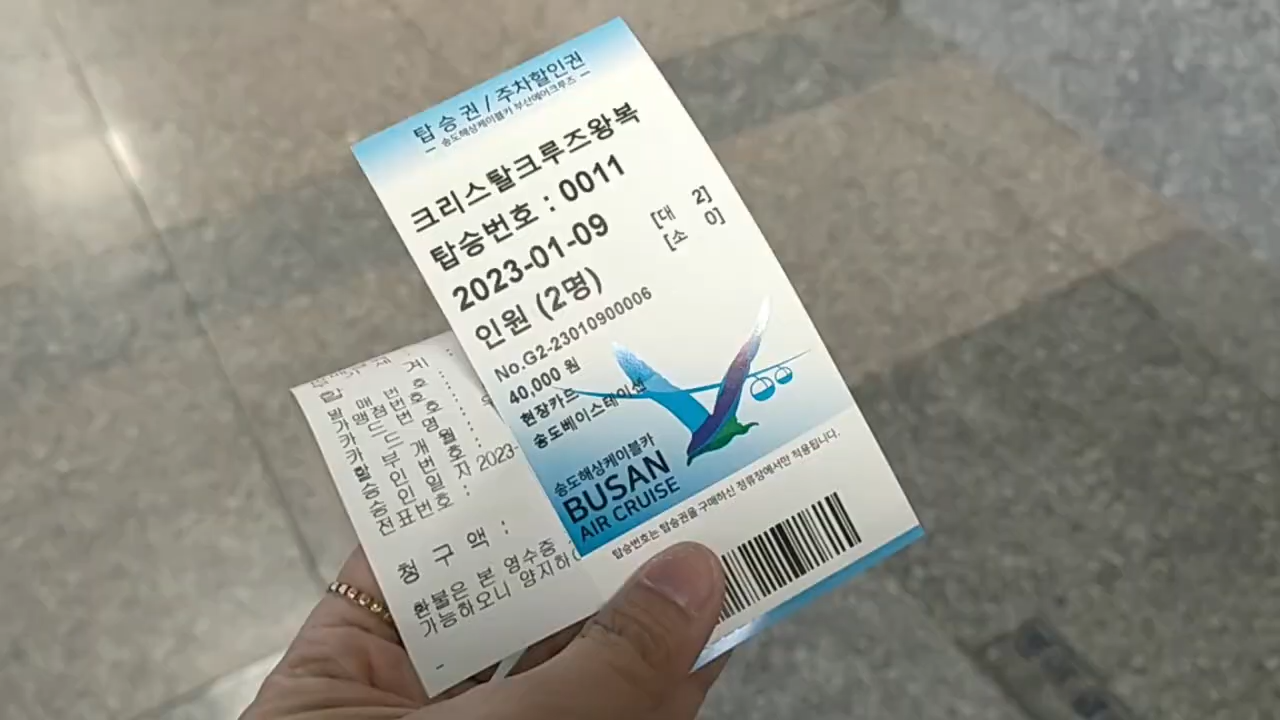 탑승권 / 주차할인권
– 송도해상케이블카 부산에어크루즈 –
크리스탈크루즈왕복
탑승번호 : 0011
2023-01-09 [대 2]
인원 (2명) [소 0]
No.G2-23010900006
40,000 원
현장카드
송도베이스테이션
송도해상케이블카
BUSAN
AIR CRUISE
탑승번호는 탑승권을 구매하신 정류장에서만 적용됩니다.
2023-
전표번호 :
청 구 액 :
환불은 본 영수증
가능하오니 양지하